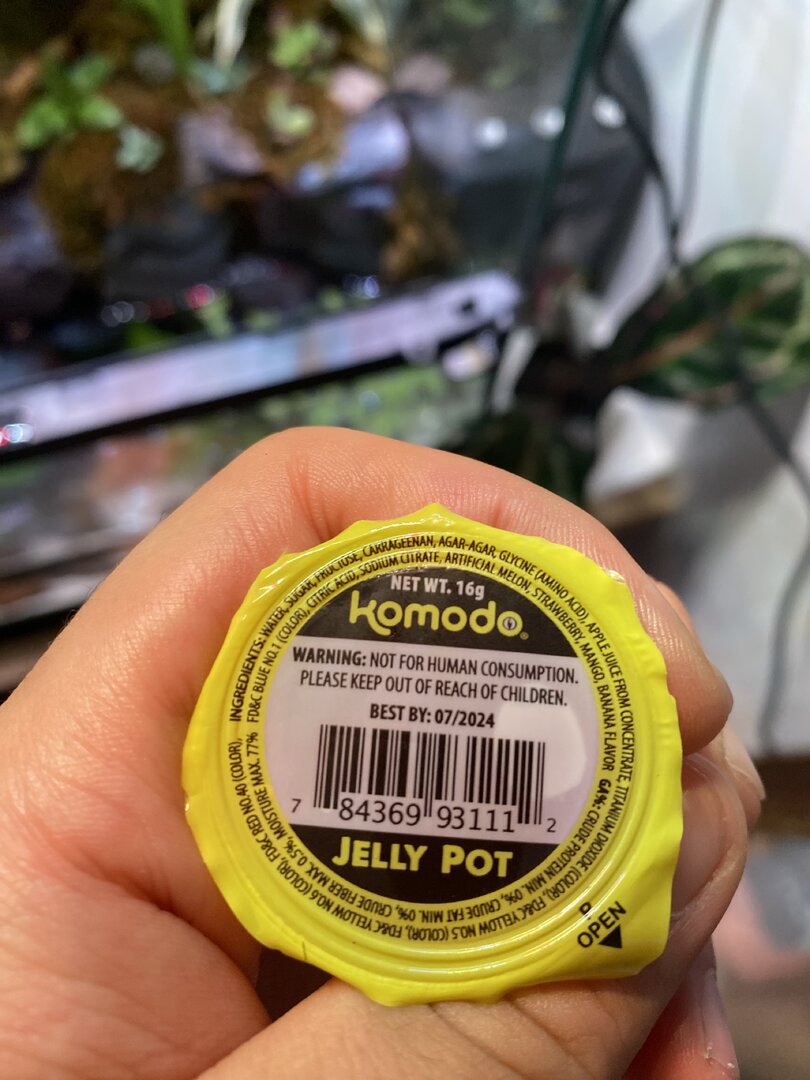 INGREDIENTS: WATER, SUGAR, FRUCTOSE, CARRAGEENAN, AGAR-AGAR, GLYCINE (AMINO ACID), APPLE JUICE FROM CONCENTRATE, TITANIUM DIOXIDE (COLOR), FD&C YELLOW NO.5 (COLOR), FD&C YELLOW NO.6 (COLOR), FD&C RED NO.40 (COLOR),
FD&C BLUE NO.1 (COLOR), CITRIC ACID, SODIUM CITRATE, ARTIFICIAL MELON, STRAWBERRY, MANGO, BANANA FLAVOR GA%: CRUDE PROTEIN MIN. 0%, CRUDE FAT MIN. 0%, CRUDE FIBER MAX. 0.5%, MOISTURE MAX. 77%
NET WT. 16g
komodo®
WARNING: NOT FOR HUMAN CONSUMPTION.
PLEASE KEEP OUT OF REACH OF CHILDREN.
BEST BY: 07/2024
7 84369 93111 2
JELLY POT
OPEN